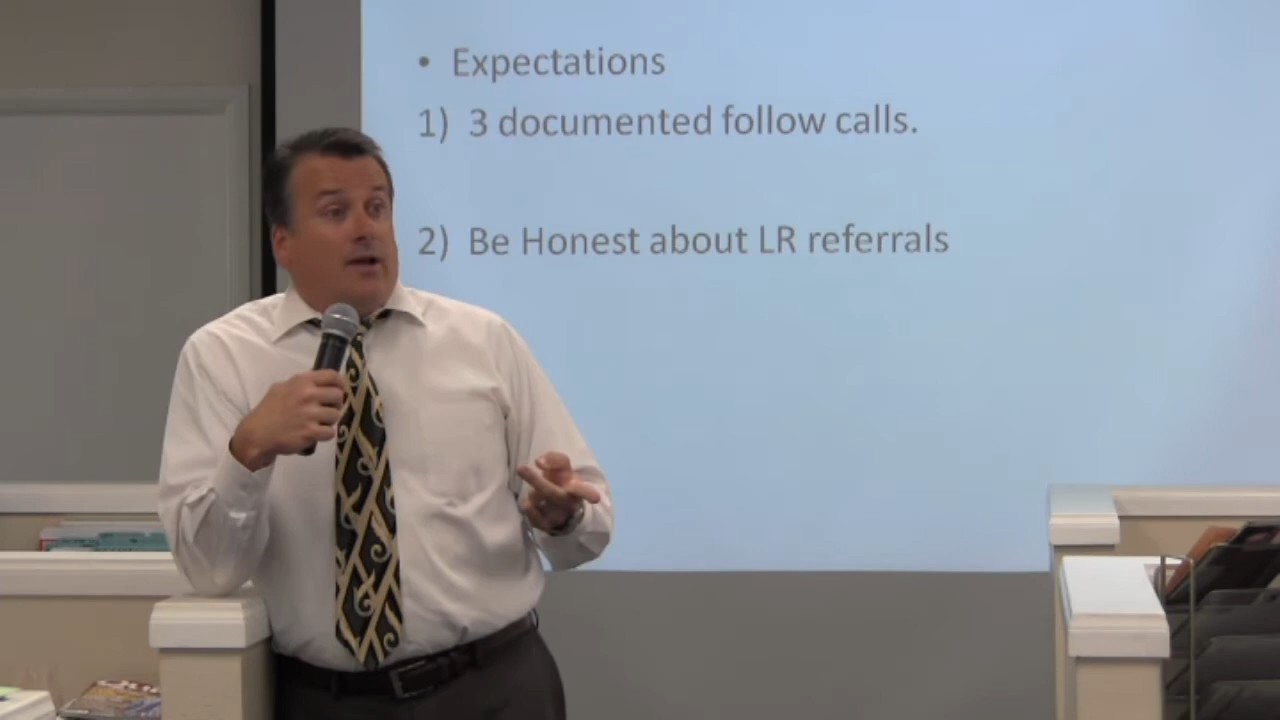 • Expectations
1) 3 documented follow calls.
2) Be Honest about LR referrals